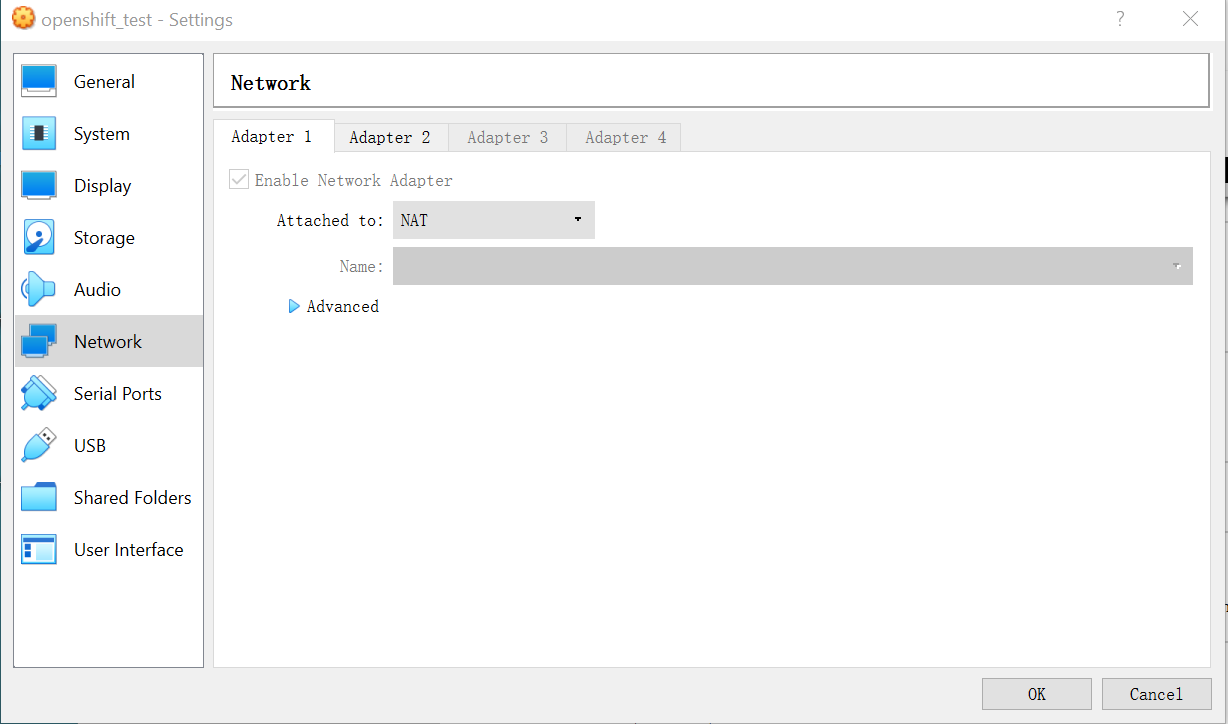 openshift_test - Settings
?
General
System
Display
Storage
Audio
Network
Serial Ports
USB
Shared Folders
User Interface
Network
Adapter 1 Adapter 2 Adapter 3 Adapter 4
Enable Network Adapter
Attached to: NAT
Name:
Advanced
OK Cancel